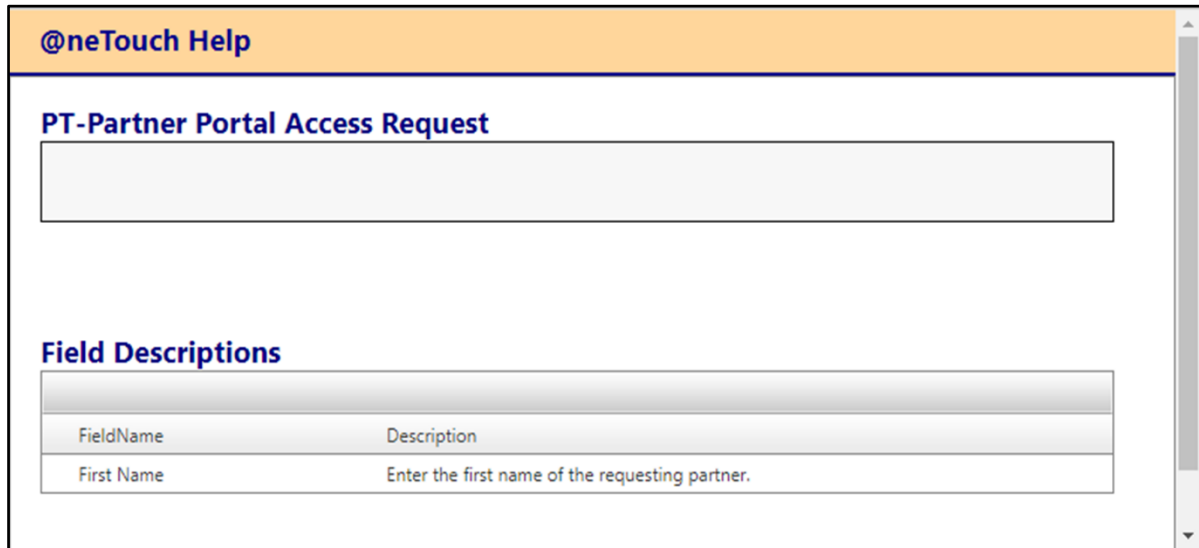 @neTouch Help
PT-Partner Portal Access Request
Field Descriptions
FieldName Description
First Name Enter the first name of the requesting partner.